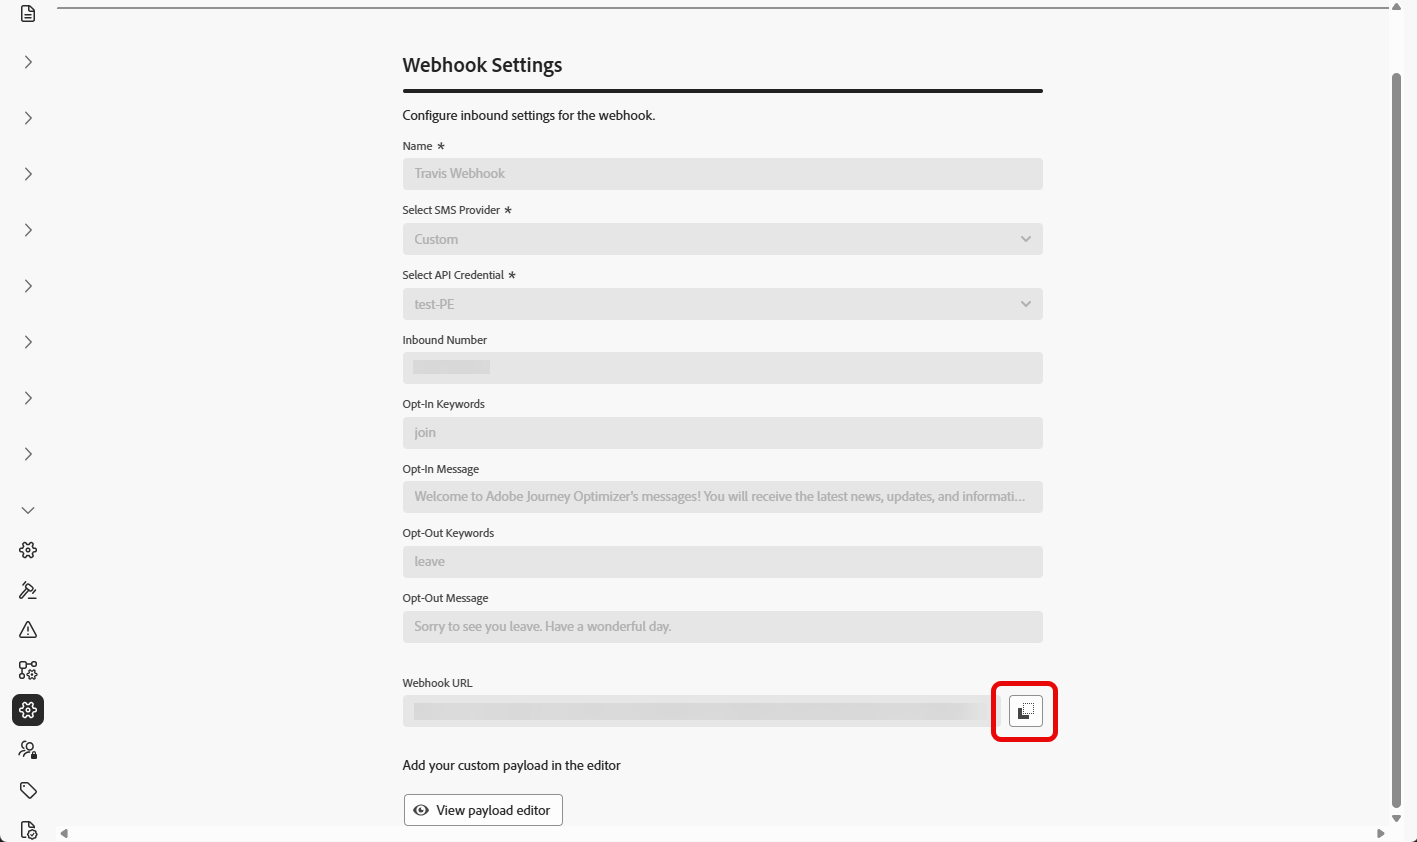 Webhook Settings
Configure inbound settings for the webhook.
Name *
Travis Webhook
Select SMS Provider *
Custom
Select API Credential *
test-PE
Inbound Number
Opt-In Keywords
join
Opt-In Message
Welcome to Adobe Journey Optimizer's messages! You will receive the latest news, updates, and informati...
Opt-Out Keywords
leave
Opt-Out Message
Sorry to see you leave. Have a wonderful day.
Webhook URL
Add your custom payload in the editor
View payload editor